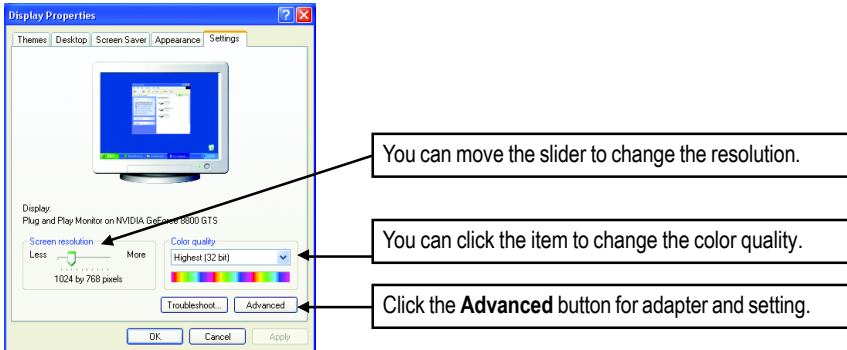 Display Properties
Themes Desktop Screen Saver Appearance Settings
You can move the slider to change the resolution.
Display:
Plug and Play Monitor on NVIDIA GeForce 8800 GTS
Screen resolution
Less More
1024 by 768 pixels
Color quality
Highest (32 bit)
You can click the item to change the color quality.
Troubleshoot... Advanced
Click the Advanced button for adapter and setting.
OK Cancel Apply